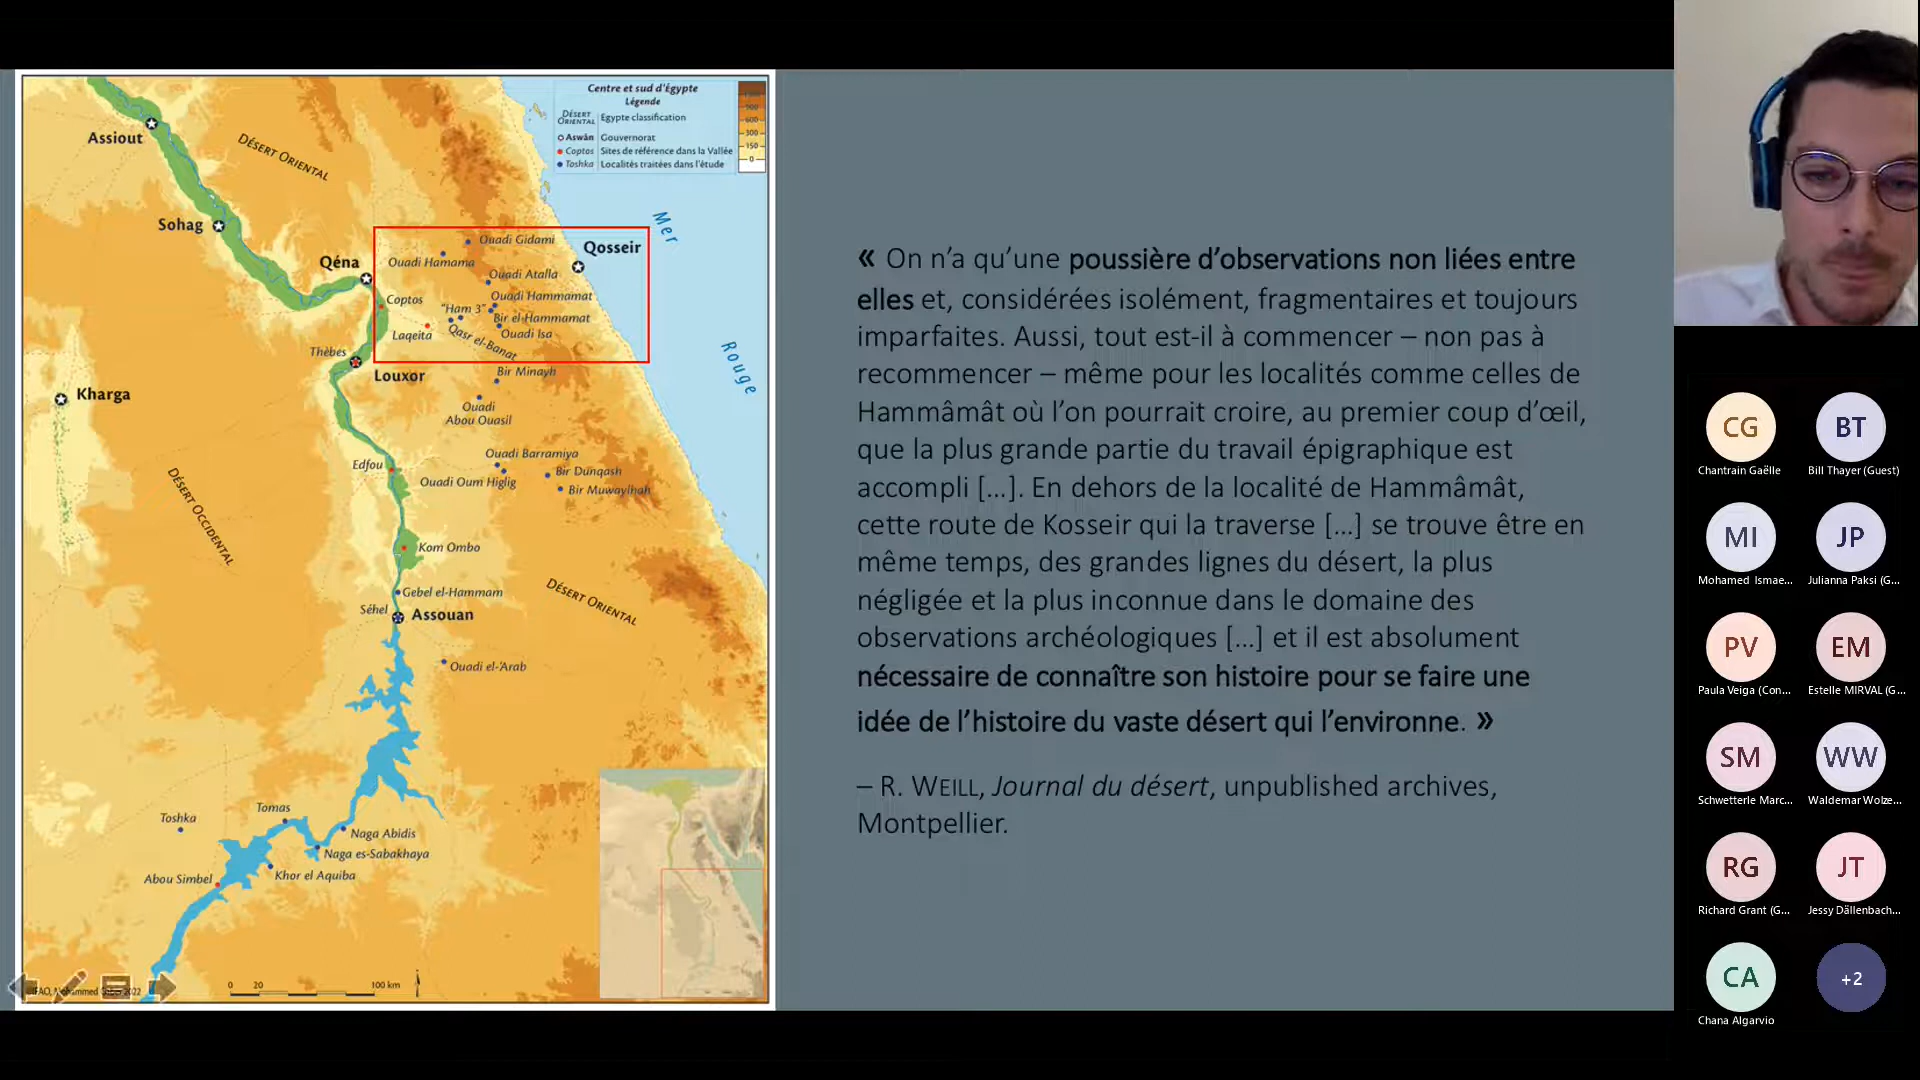 Centre et sud d'Égypte
Légende
DÉSERT ORIENTAL Egypte classification
Aswân Gouvernorat
Coptos Sites de référence dans la Vallée
Toshka Localités traitées dans l'étude
900
600
300
150
0
Assiout
DÉSERT ORIENTAL
Sohag
Mer
Rouge
Qéna
Qosseir
Ouadi Gidami
Ouadi Hamama
Ouadi Atalla
Coptos
Ouadi Hammamat
"Ham 3"
Bir el-Hammamat
Laqeita
Qasr el-Banat
Ouadi Isa
Thèbes
Louxor
Bir Minayh
Kharga
Ouadi
Abou Ouasil
Ouadi Barramiya
Edfou
Bir Dunqash
Ouadi Oum Higlig
Bir Muwaylhah
DÉSERT OCCIDENTAL
Kom Ombo
Gebel el-Hammam
Séhel
Assouan
DÉSERT ORIENTAL
Ouadi el-'Arab
Toshka
Tomas
Naga Abidis
Naga es-Sabakhaya
Abou Simbel
Khor el Aquiba
0 20 100 km
« On n'a qu'une poussière d'observations non liées entre
elles et, considérées isolément, fragmentaires et toujours
imparfaites. Aussi, tout est-il à commencer – non pas à
recommencer – même pour les localités comme celles de
Hammâmât où l'on pourrait croire, au premier coup d'œil,
que la plus grande partie du travail épigraphique est
accompli [...]. En dehors de la localité de Hammâmât,
cette route de Kosseir qui la traverse [...] se trouve être en
même temps, des grandes lignes du désert, la plus
négligée et la plus inconnue dans le domaine des
observations archéologiques [...] et il est absolument
nécessaire de connaître son histoire pour se faire une
idée de l'histoire du vaste désert qui l'environne. »
– R. WEILL, Journal du désert, unpublished archives,
Montpellier.
CG
Chantrain Gaëlle
BT
Bill Thayer (Guest)
MI
Mohamed Ismae...
JP
Julianna Paksi (G...
PV
Paula Veiga (Con...
EM
Estelle MIRVAL (G...
SM
Schwetterle Marc...
WW
Waldemar Wolze...
RG
Richard Grant (G...
JT
Jessy Dällenbach...
CA
Chana Algarvio
+2